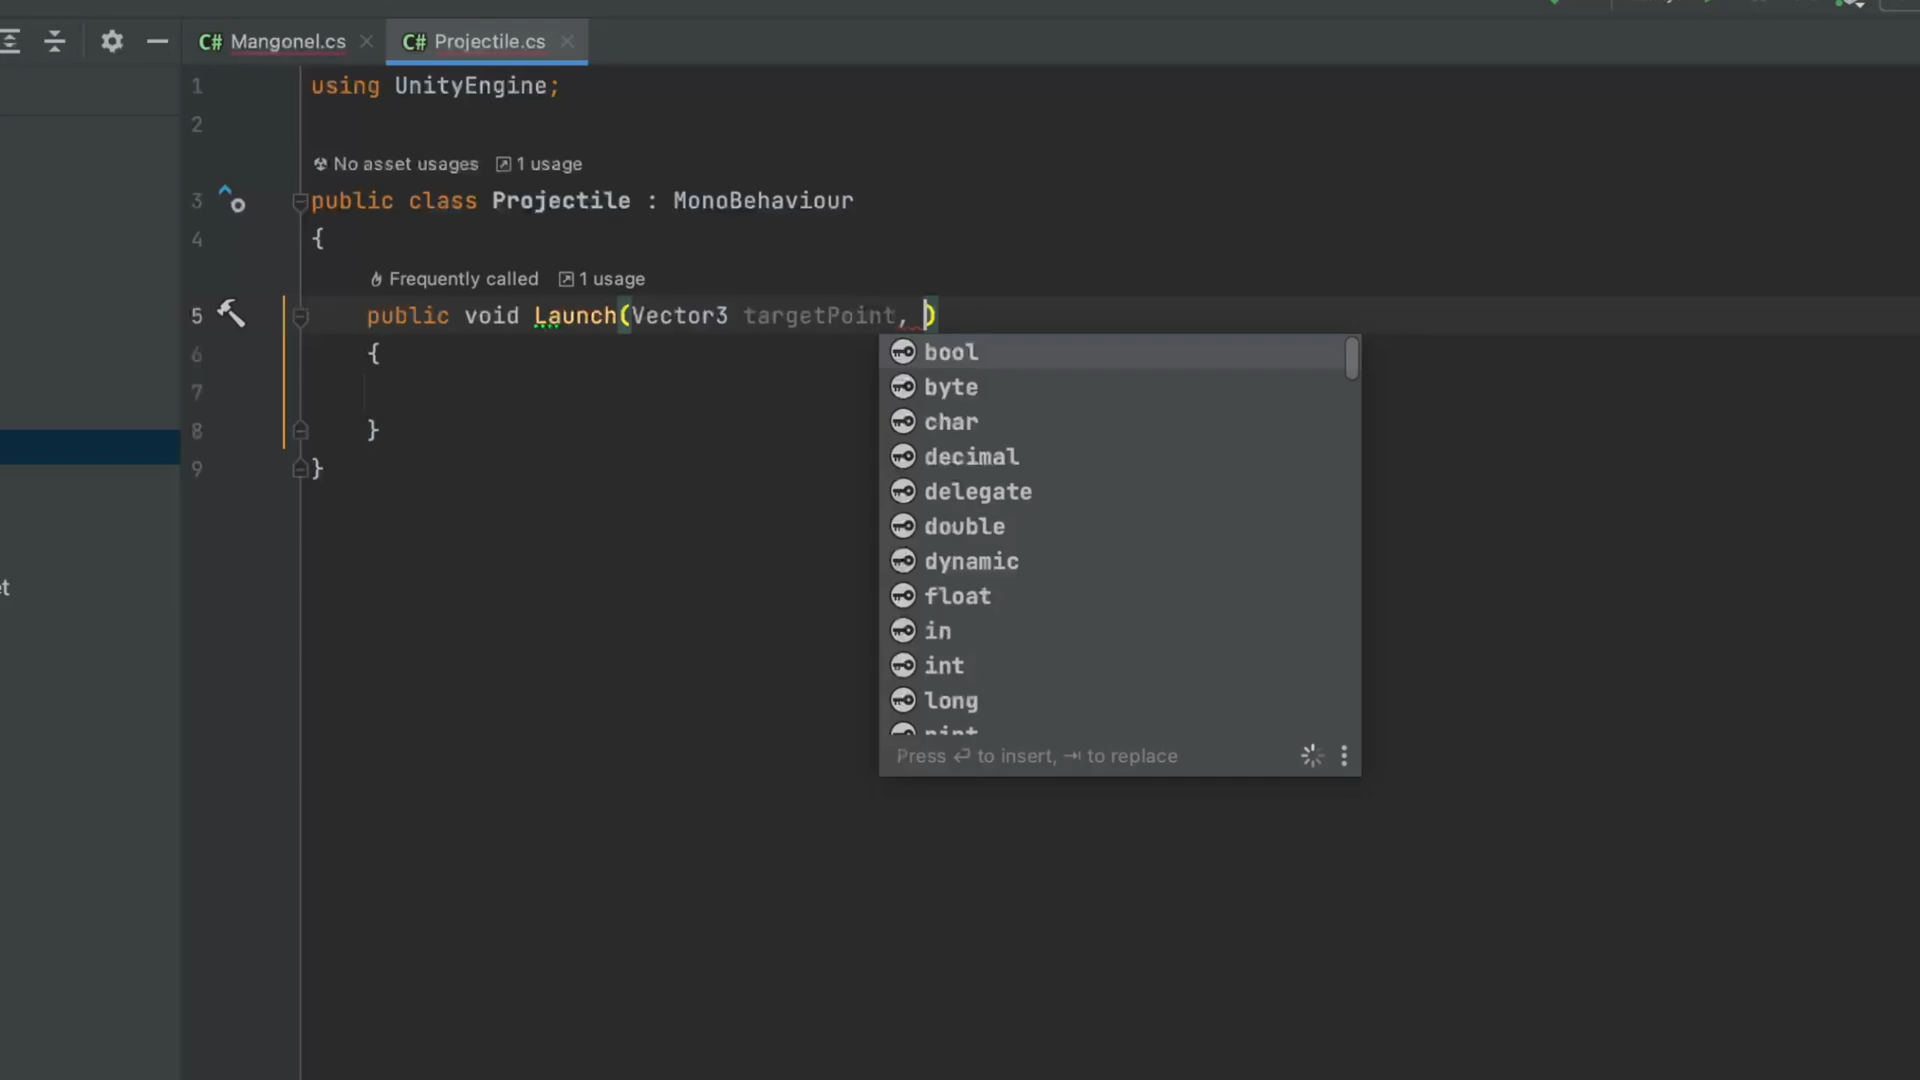 C# Mangonel.cs C# Projectile.cs
1 using UnityEngine;
2
No asset usages 1 usage
3 public class Projectile : MonoBehaviour
4 {
Frequently called 1 usage
5 public void Launch(Vector3 targetPoint, )
6 {
bool
7
byte
char
8 }
decimal
9 }
delegate
double
dynamic
et
float
in
int
long
nint
Press ⏎ to insert, ⇥ to replace